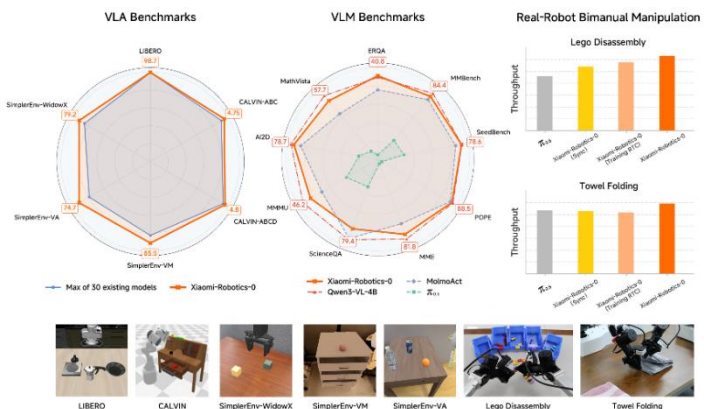 VLA Benchmarks
LIBERO
98.7
CALVIN-ABC
4.75
CALVIN-ABCD
4.8
SimplerEnv-VM
85.5
SimplerEnv-VA
74.7
SimplerEnv-WidowX
79.2
Max of 30 existing models
Xiaomi-Robotics-0
VLM Benchmarks
ERQA
40.8
MMBench
84.4
SeedBench
78.6
POPE
88.5
MME
81.8
ScienceQA
79.4
MMMU
46.2
AI2D
78.7
MathVista
57.7
Xiaomi-Robotics-0
MolmoAct
Qwen3-VL-4B
π0.5
Real-Robot Bimanual Manipulation
Lego Disassembly
Throughput
π0.5
Xiaomi-Robotics-0
(Sync)
Xiaomi-Robotics-0
(Training RTC)
Xiaomi-Robotics-0
Towel Folding
Throughput
π0.5
Xiaomi-Robotics-0
(Sync)
Xiaomi-Robotics-0
(Training RTC)
Xiaomi-Robotics-0
LIBERO
CALVIN
SimplerEnv-WidowX
SimplerEnv-VM
SimplerEnv-VA
Lego Disassembly
Towel Folding